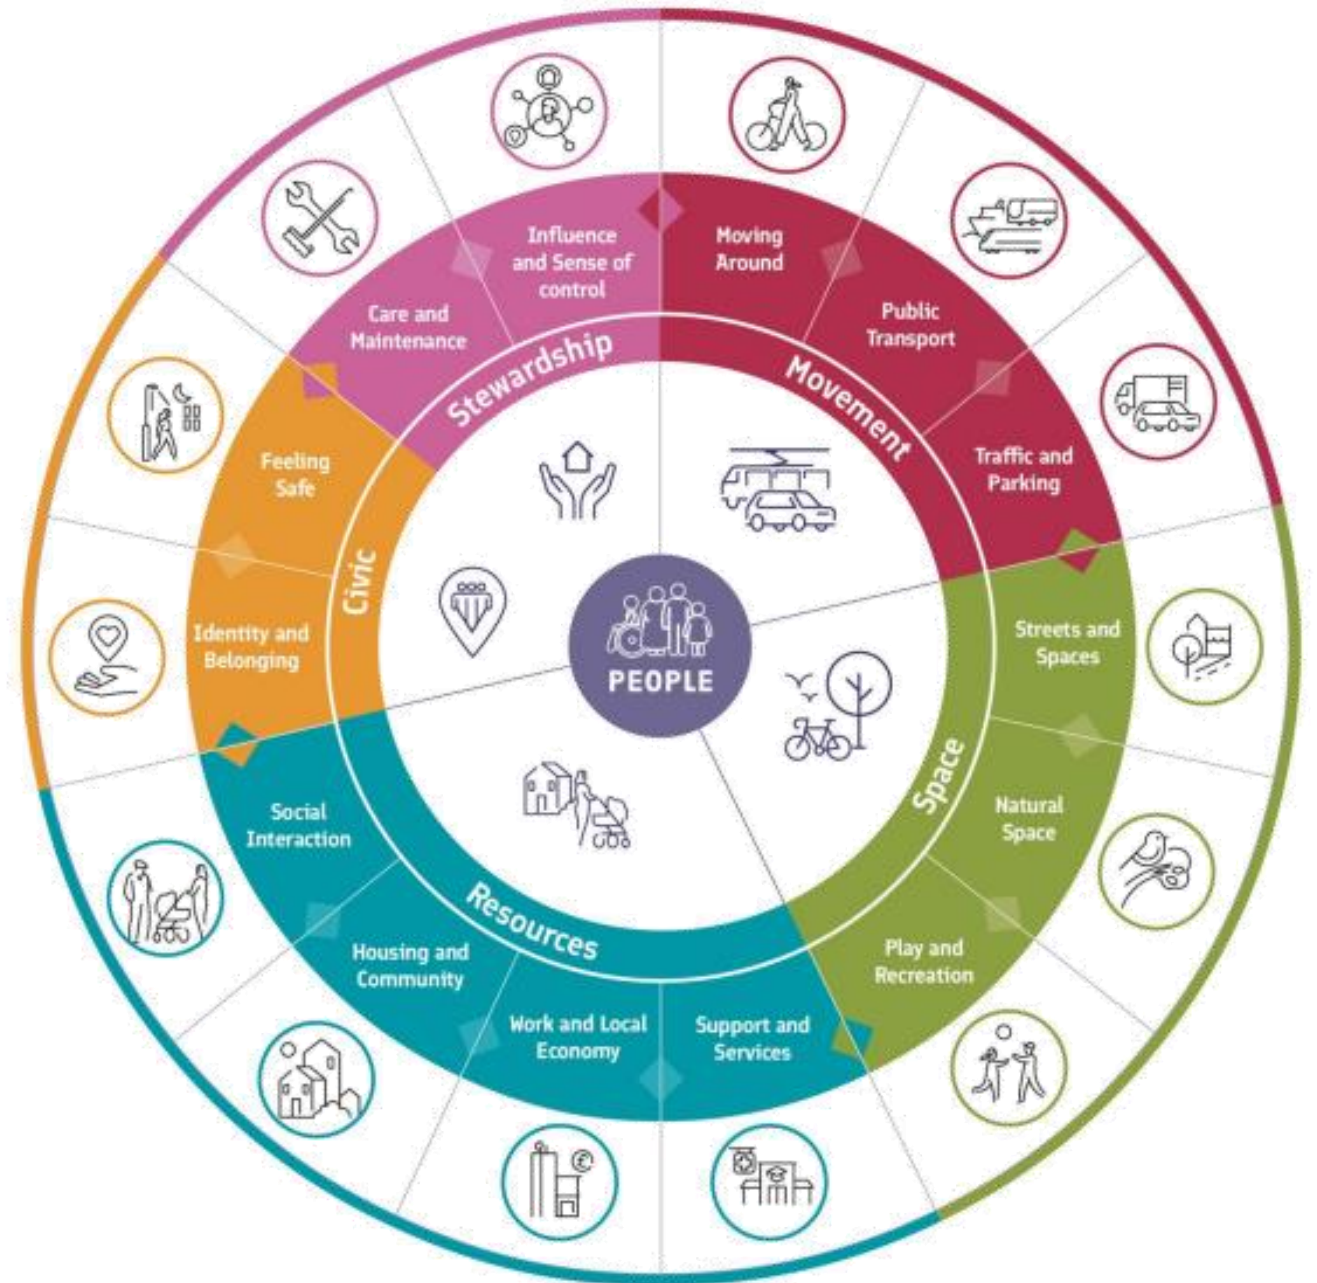 Influence
and Sense of
control
Moving
Around
Care and
Maintenance
Public
Transport
Stewardship
Movement
Feeling
Safe
Traffic and
Parking
Civic
Identity and
Belonging
PEOPLE
Streets and
Spaces
Space
Social
Interaction
Natural
Space
Resources
Housing and
Community
Play and
Recreation
Work and Local
Economy
Support and
Services
£